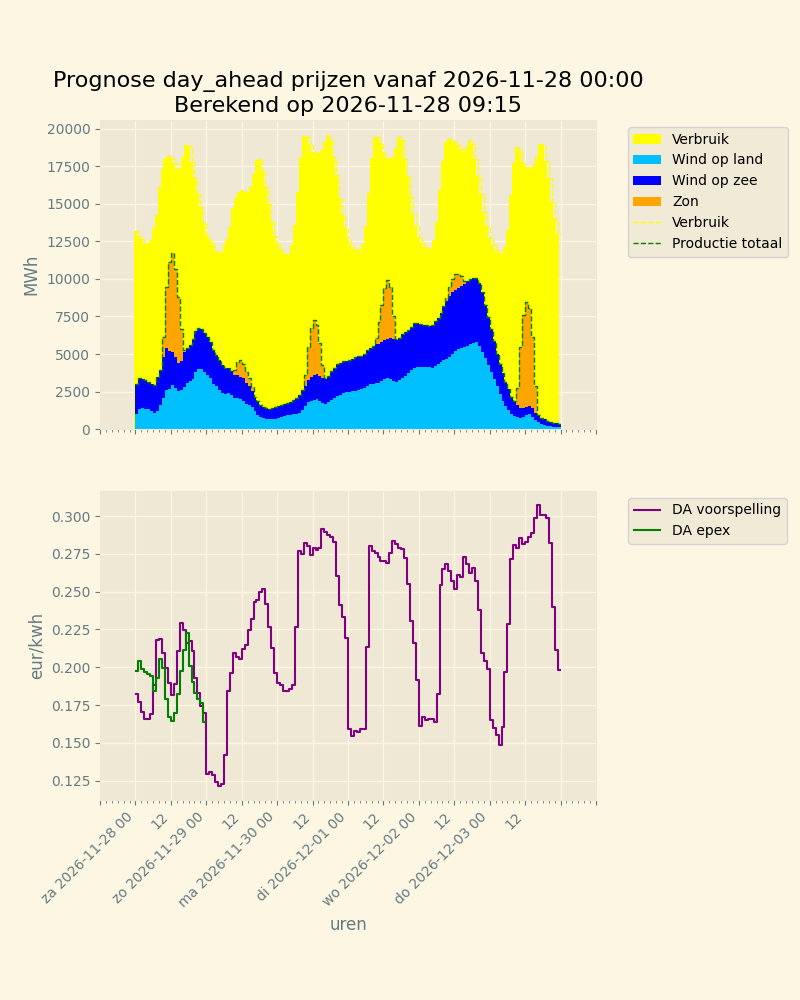 Prognose day_ahead prijzen vanaf 2026-11-28 00:00
Berekend op 2026-11-28 09:15
20000
17500
15000
12500
10000
7500
5000
2500
0
MWh
Verbruik
Wind op land
Wind op zee
Zon
Verbruik
Productie totaal
0.300
0.275
0.250
0.225
0.200
0.175
0.150
0.125
eur/kwh
DA voorspelling
DA epex
za 2026-11-28 00
12
zo 2026-11-29 00
12
ma 2026-11-30 00
12
di 2026-12-01 00
12
wo 2026-12-02 00
12
do 2026-12-03 00
12
uren